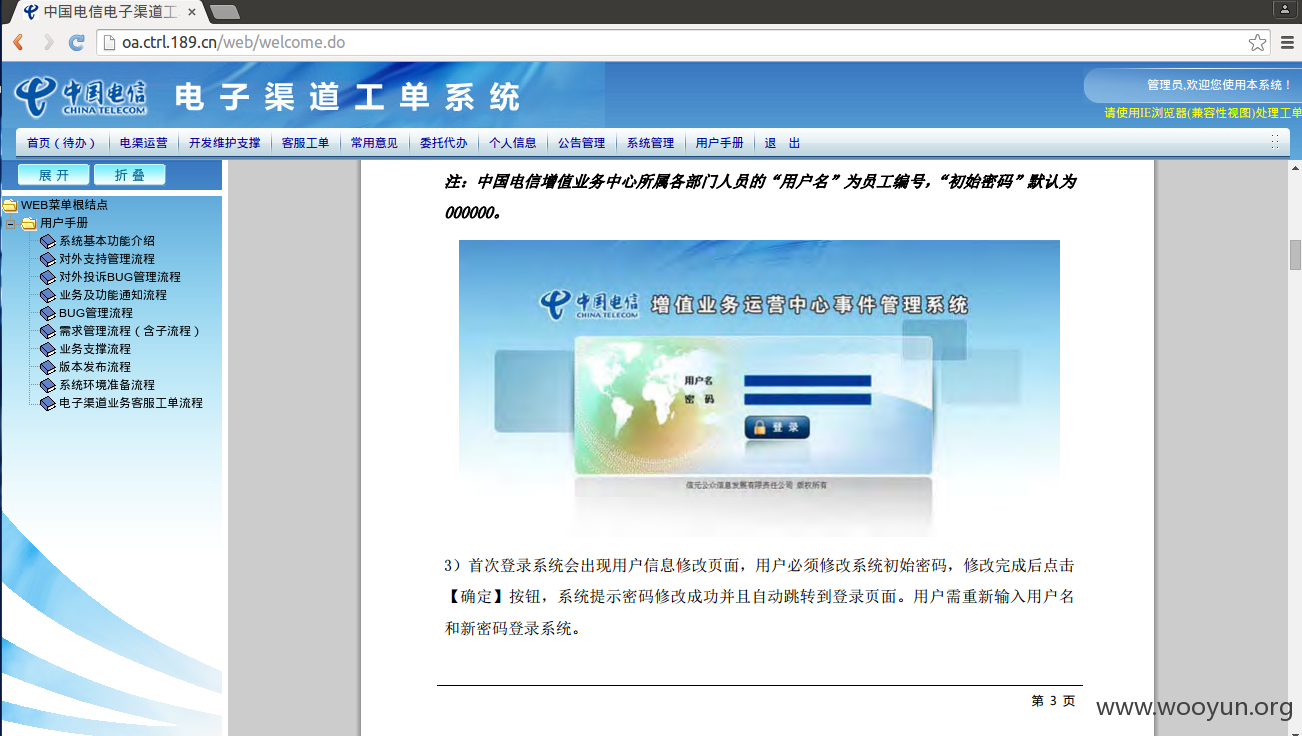 中国电信电子渠道工
oa.ctrl.189.cn/web/welcome.do
中国电信
CHINA TELECOM
电子渠道工单系统
管理员,欢迎您使用本系统！
请使用IE浏览器(兼容性视图)处理工单
首页（待办） 电渠运营 开发维护支撑 客服工单 常用意见 委托代办 个人信息 公告管理 系统管理 用户手册 退 出
展 开 折 叠
WEB菜单根结点
用户手册
系统基本功能介绍
对外支持管理流程
对外投诉BUG管理流程
业务及功能通知流程
BUG管理流程
需求管理流程（含子流程）
业务支撑流程
版本发布流程
系统环境准备流程
电子渠道业务客服工单流程
注：中国电信增值业务中心所属各部门人员的“用户名”为员工编号，“初始密码”默认为
000000。
中国电信
CHINA TELECOM
增值业务运营中心事件管理系统
用户名
密 码
登 录
信元公众信息发展有限责任公司 版权所有
3）首次登录系统会出现用户信息修改页面，用户必须修改系统初始密码，修改完成后点击
【确定】按钮，系统提示密码修改成功并且自动跳转到登录页面。用户需重新输入用户名
和新密码登录系统。
第 3 页
www.wooyun.org